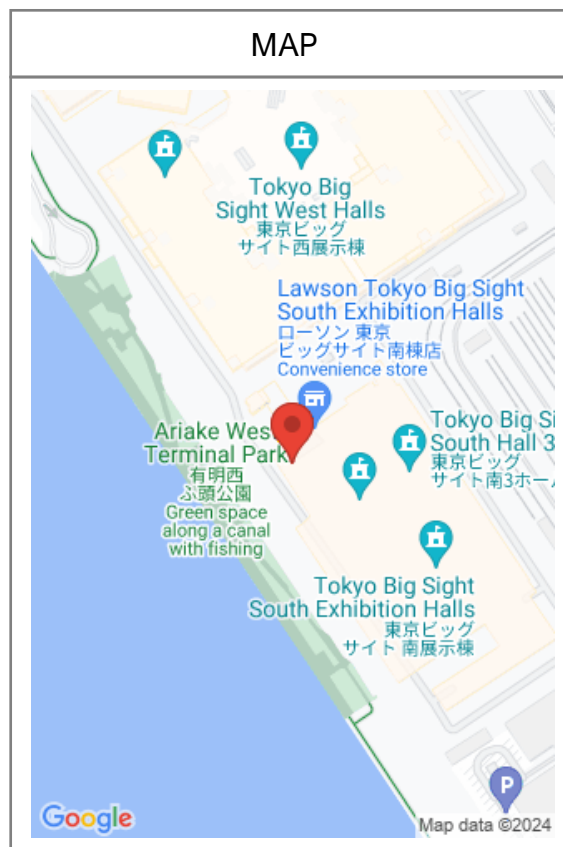 MAP
Tokyo Big
Sight West Halls
東京ビッグ
サイト西展示棟
Lawson Tokyo Big Sight
South Exhibition Halls
ローソン 東京
ビッグサイト南棟店
Convenience store
Ariake West
Terminal Park
有明西
ふ頭公園
Green space
along a canal
with fishing
Tokyo Big Si
South Hall 3
東京ビッグ
サイト南3ホール
Tokyo Big Sight
South Exhibition Halls
東京ビッグ
サイト 南展示棟
P
Google
Map data ©2024